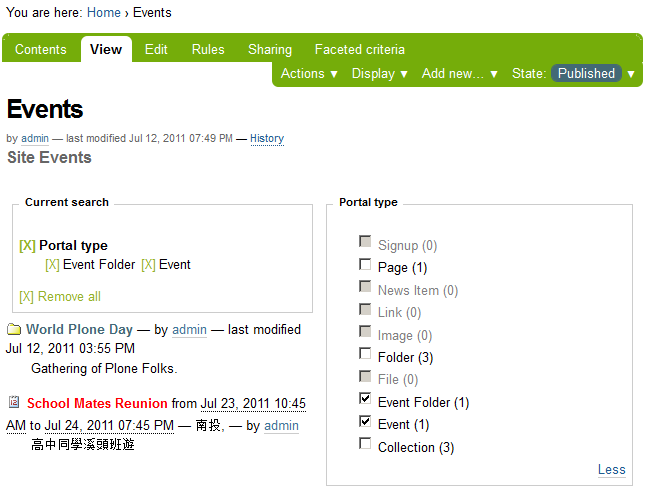 You are here: Home › Events
Contents View Edit Rules Sharing Faceted criteria
Actions ▼ Display ▼ Add new… ▼ State: Published ▼
Events
by admin — last modified Jul 12, 2011 07:49 PM — History
Site Events
Current search
[X] Portal type
[X] Event Folder [X] Event
[X] Remove all
World Plone Day — by admin — last modified
Jul 12, 2011 03:55 PM
Gathering of Plone Folks.
School Mates Reunion from Jul 23, 2011 10:45
AM to Jul 24, 2011 07:45 PM — 南投, — by admin
高中同學溪頭班遊
Portal type
Signup (0)
Page (1)
News Item (0)
Link (0)
Image (0)
Folder (3)
File (0)
Event Folder (1)
Event (1)
Collection (3)
Less